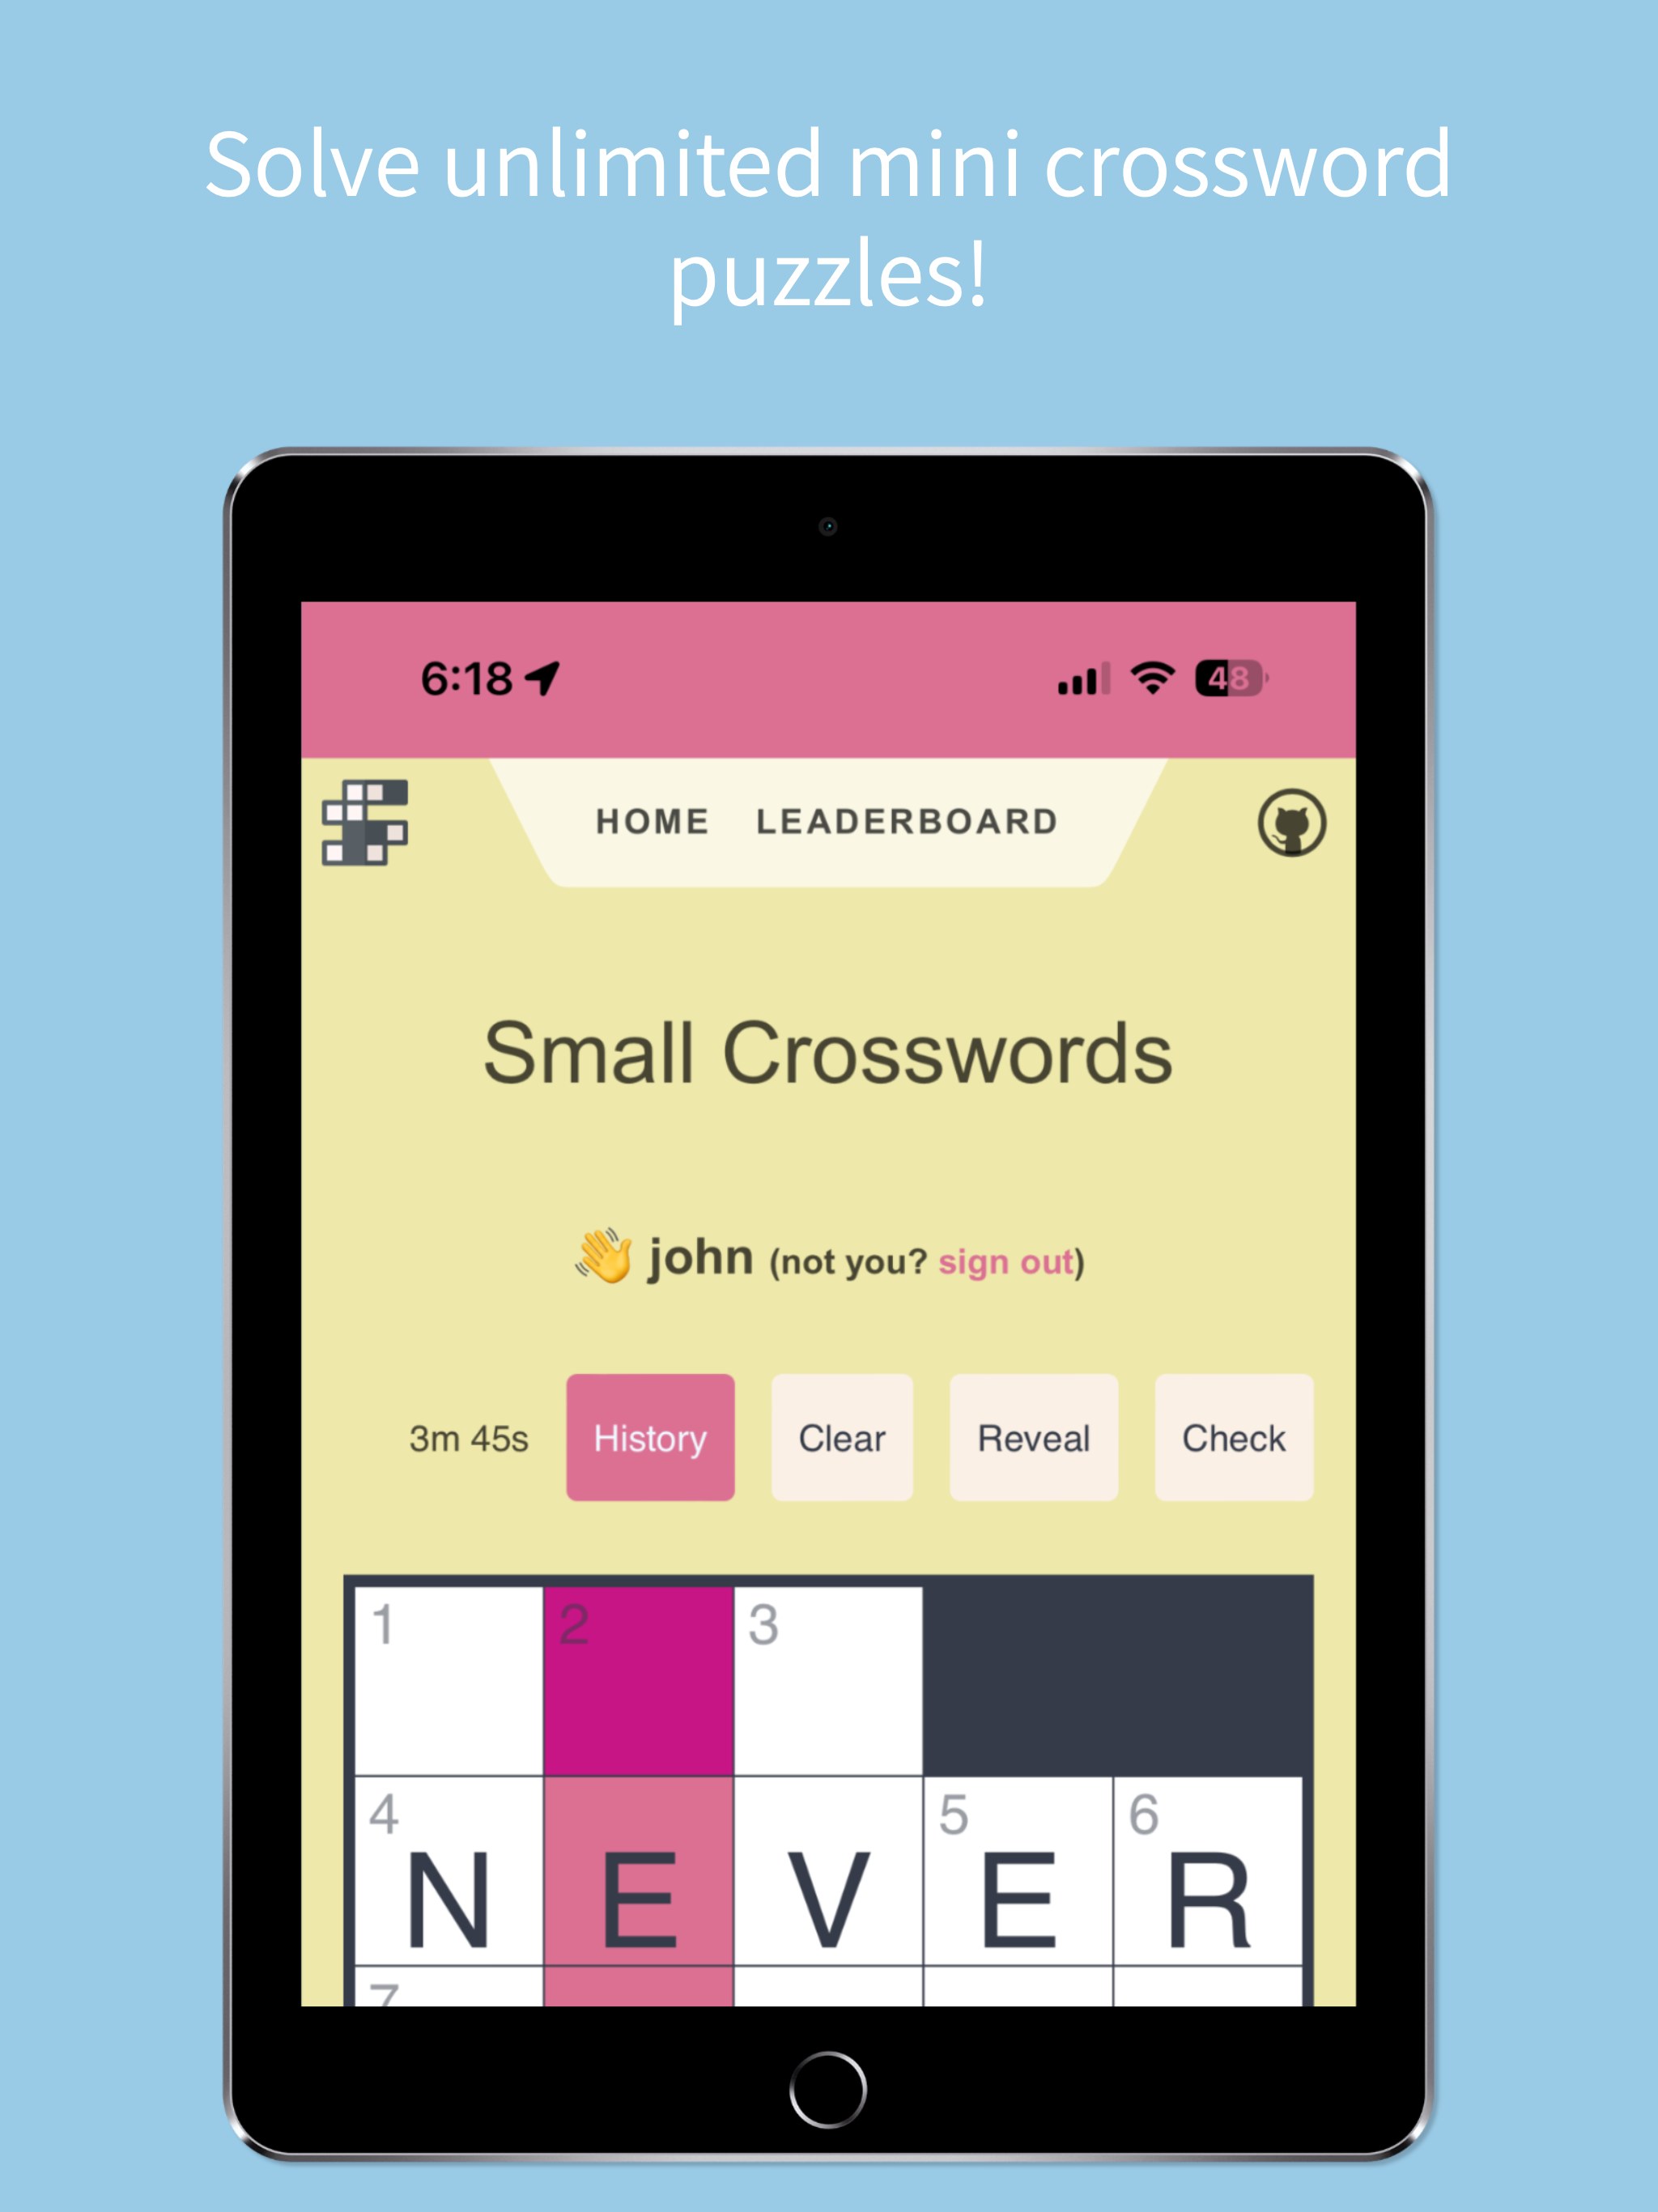 Solve unlimited mini crossword
puzzles!
6:18 48
HOME LEADERBOARD
Small Crosswords
👋 john (not you? sign out)
3m 45s History Clear Reveal Check
1 2 3
4 5 6
N E V E R
7